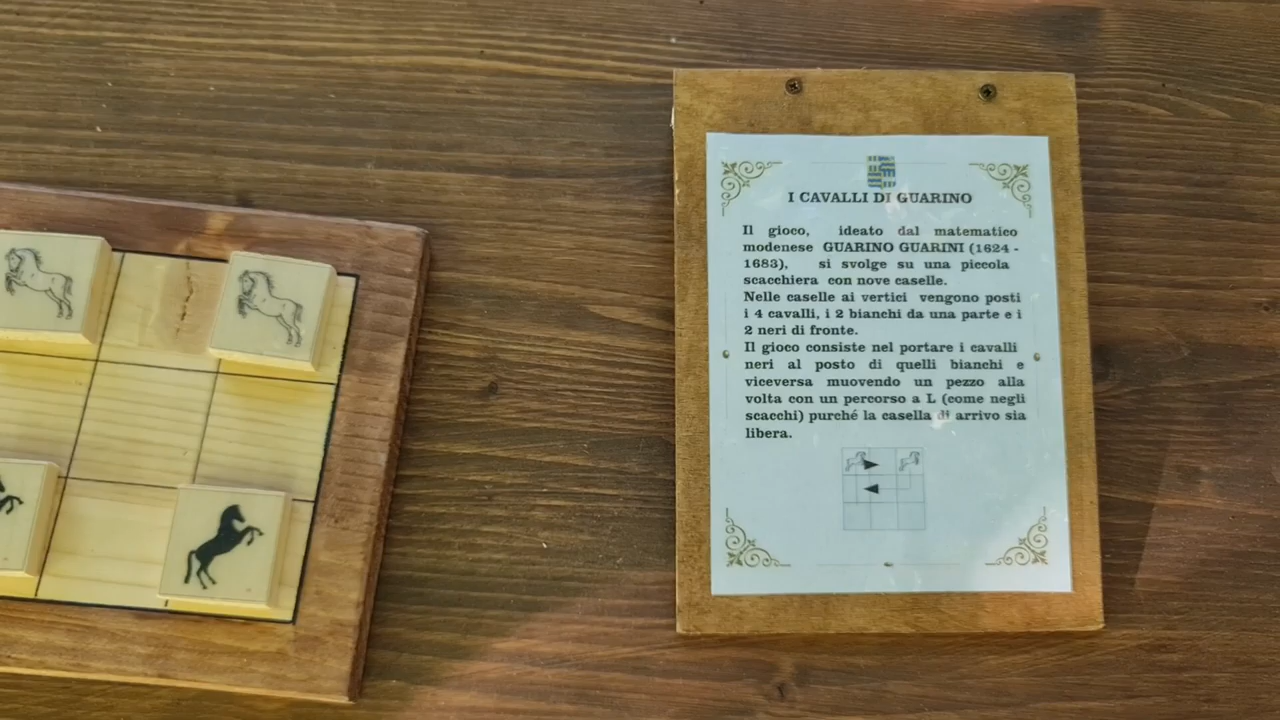 I CAVALLI DI GUARINO
Il gioco, ideato dal matematico
modenese GUARINO GUARINI (1624 -
1683), si svolge su una piccola
scacchiera con nove caselle.
Nelle caselle ai vertici vengono posti
i 4 cavalli, i 2 bianchi da una parte e i
2 neri di fronte.
Il gioco consiste nel portare i cavalli
neri al posto di quelli bianchi e
viceversa muovendo un pezzo alla
volta con un percorso a L (come negli
scacchi) purché la casella di arrivo sia
libera.